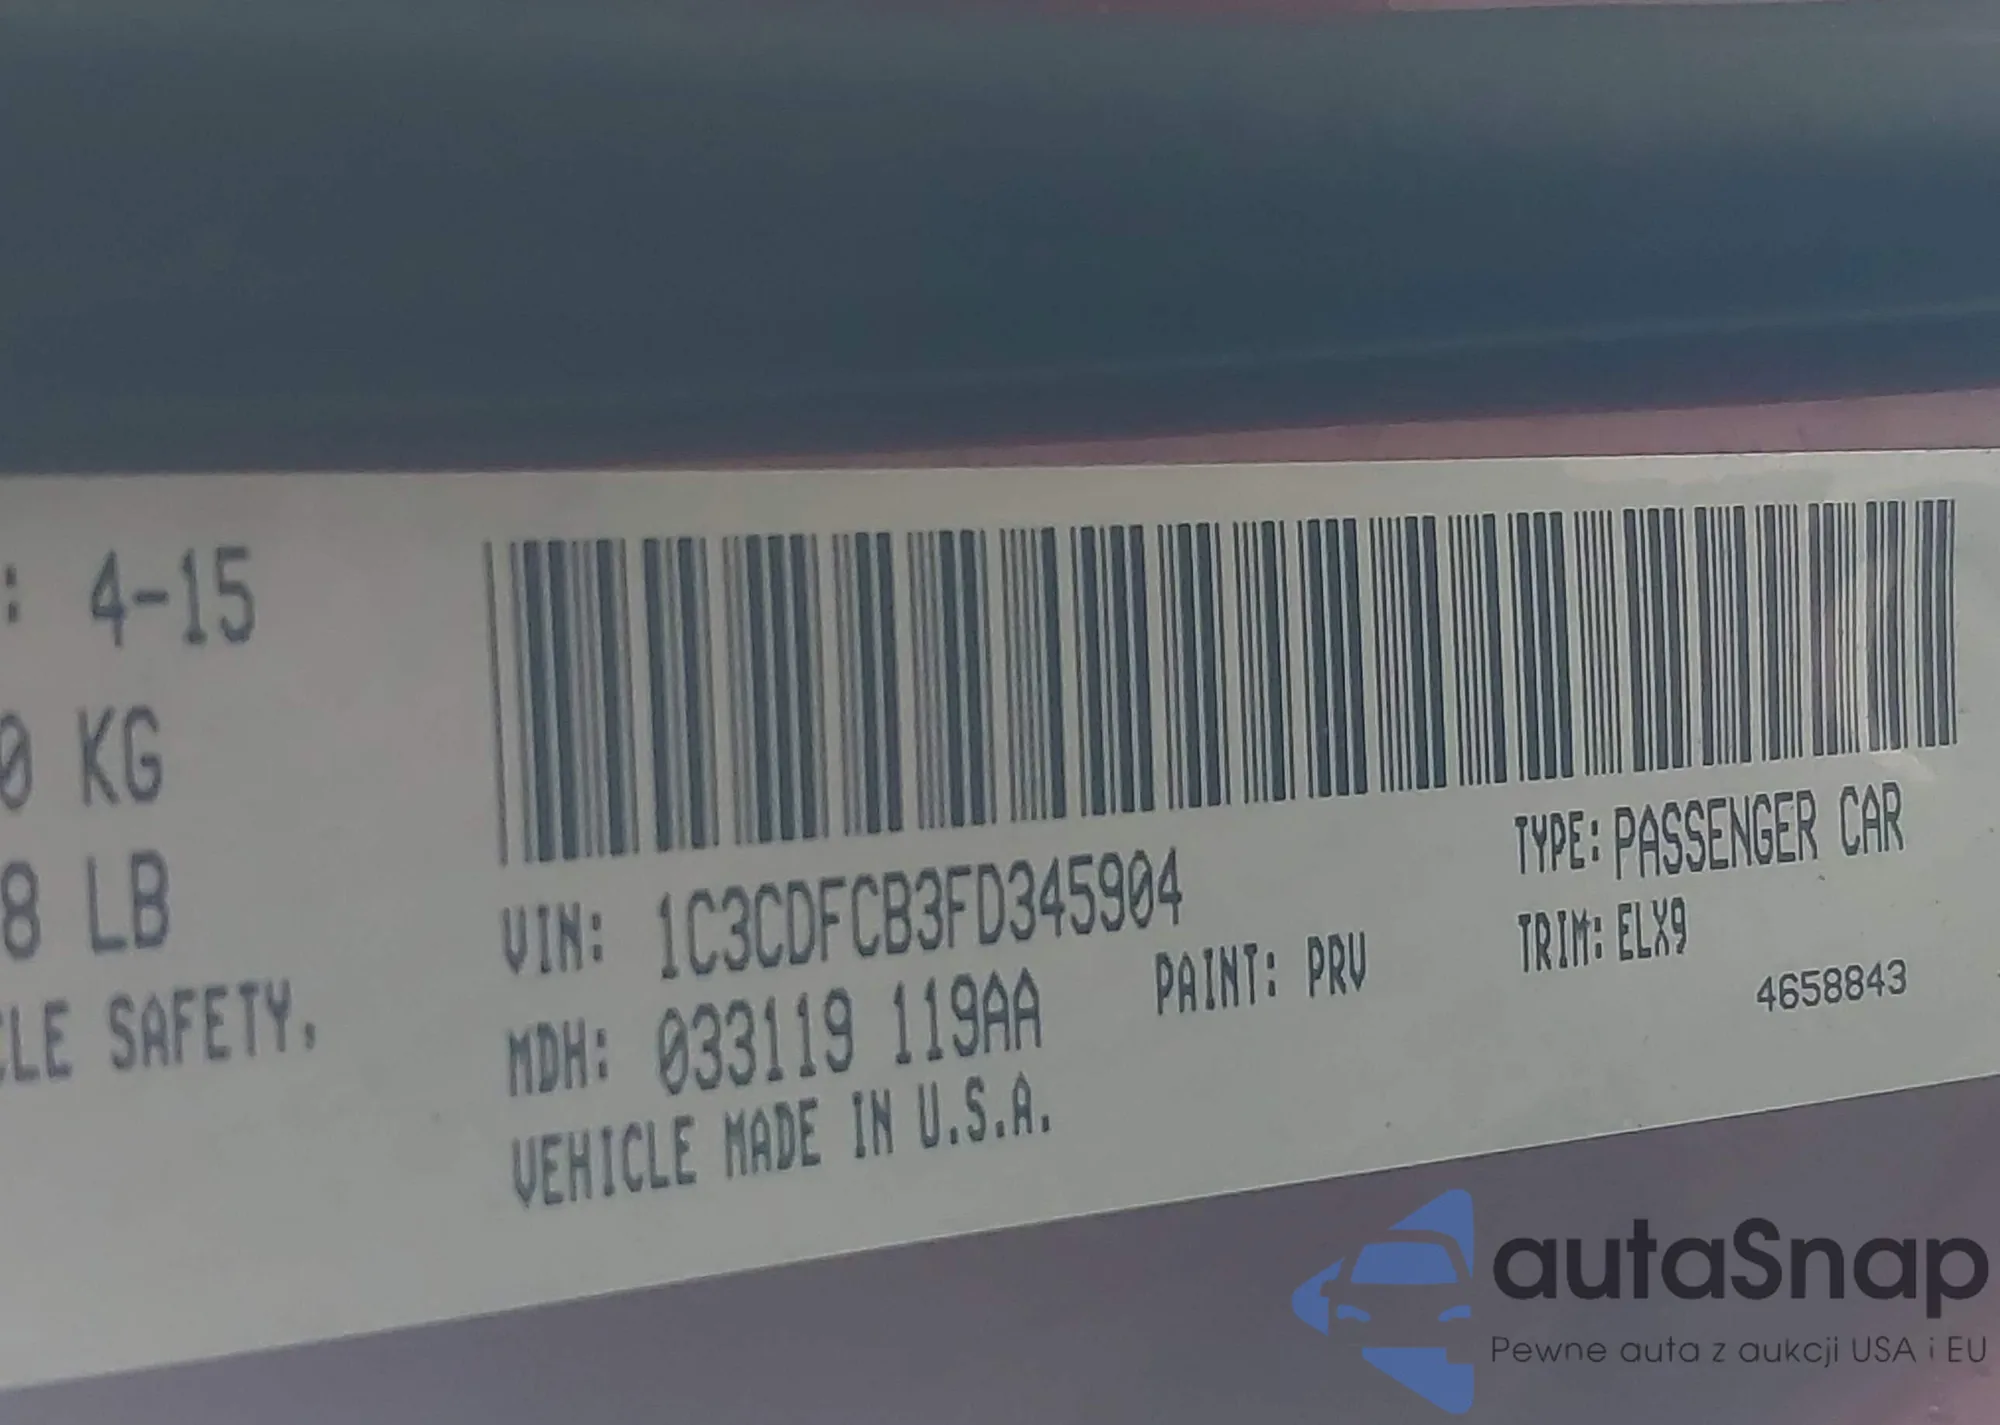 : 4-15
0 KG
8 LB
CLE SAFETY,
VIN: 1C3CDFCB3FD345904
MDH: 033119 119AA
PAINT: PRV
VEHICLE MADE IN U.S.A.
TYPE: PASSENGER CAR
TRIM: ELX9
4658843
autaSnap
Pewne auta z aukcji USA i EU